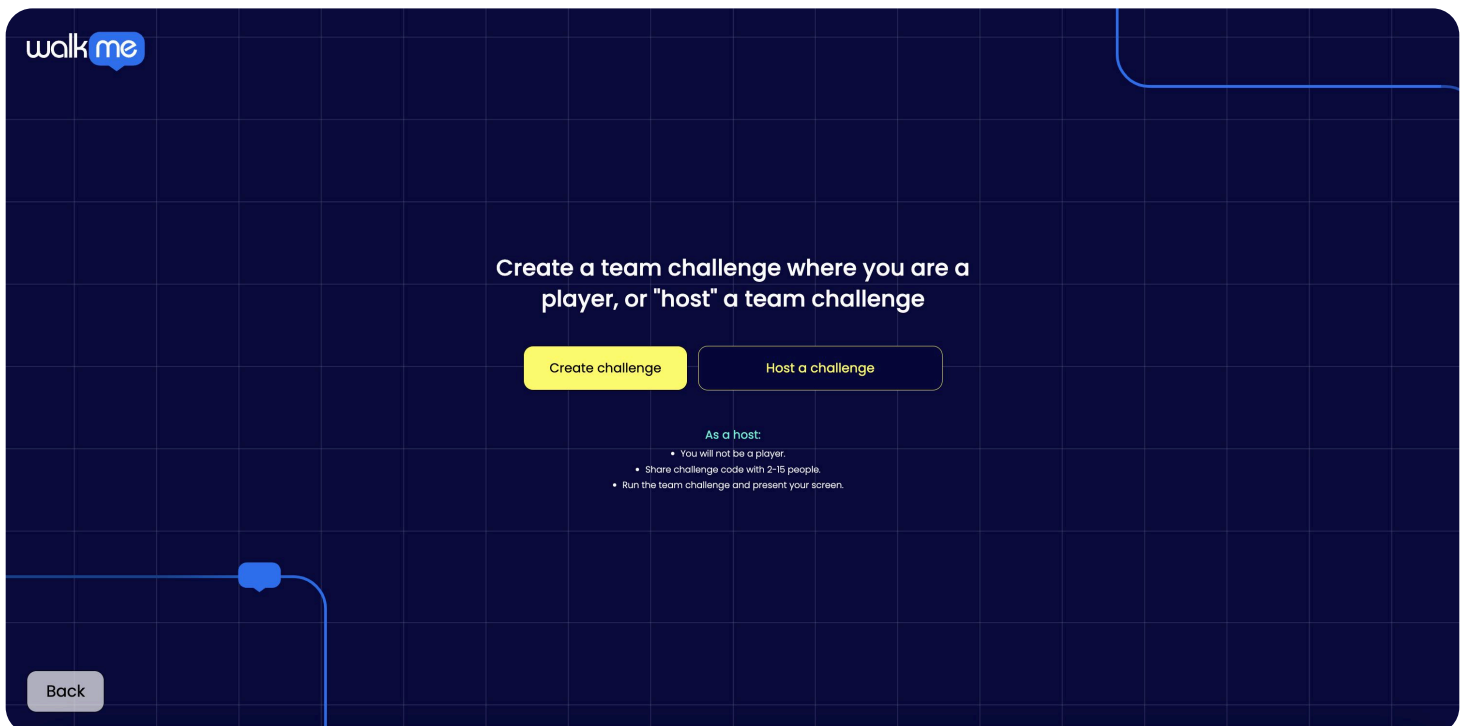 walkme
Create a team challenge where you are a
player, or "host" a team challenge
Create challenge
Host a challenge
As a host:
• You will not be a player.
• Share challenge code with 2-15 people.
• Run the team challenge and present your screen.
Back